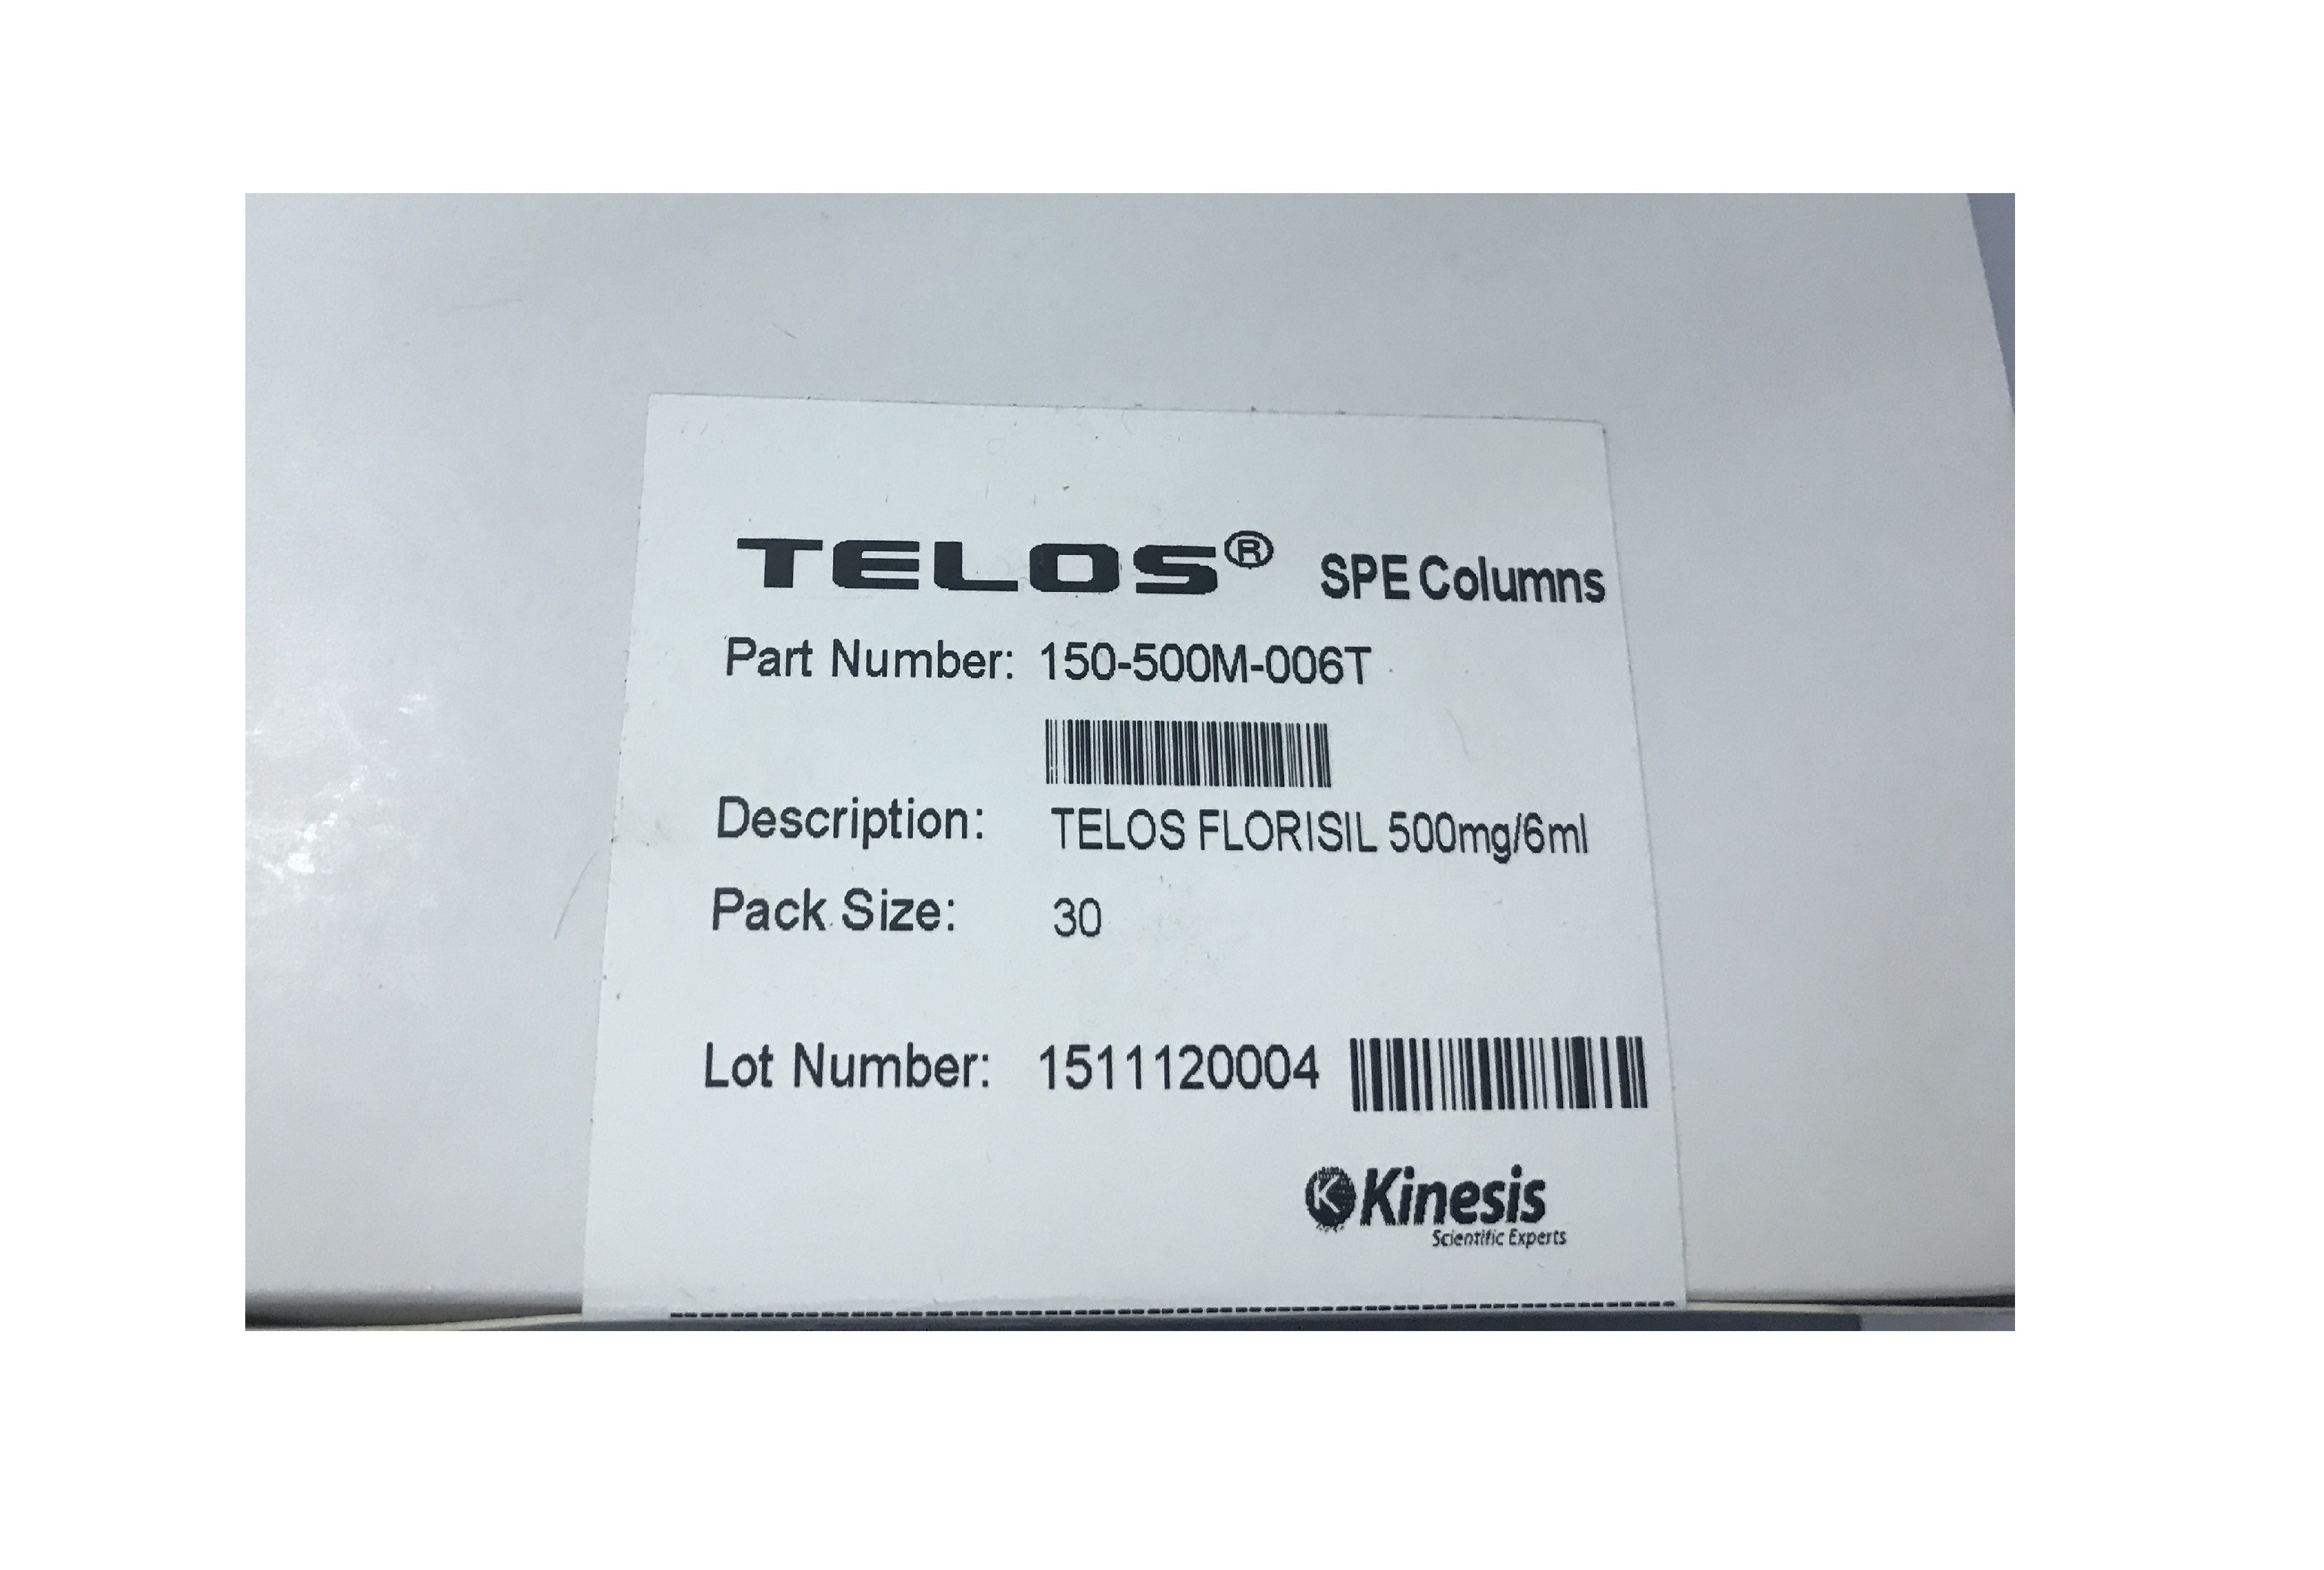 TELOS® SPE Columns
Part Number: 150-500M-006T
Description: TELOS FLORISIL 500mg/6ml
Pack Size: 30
Lot Number: 1511120004
K Kinesis
Scientific Experts